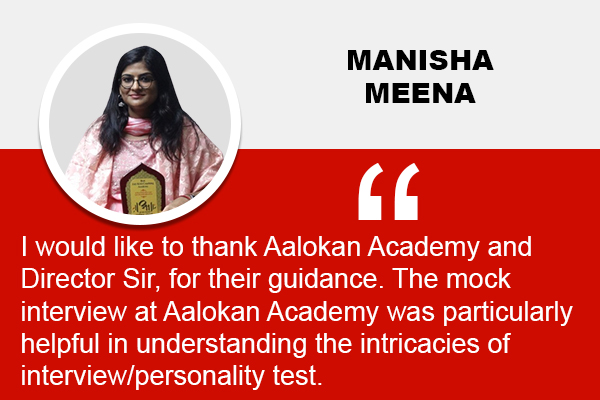 MANISHA
MEENA
“
I would like to thank Aalokan Academy and
Director Sir, for their guidance. The mock
interview at Aalokan Academy was particularly
helpful in understanding the intricacies of
interview/personality test.